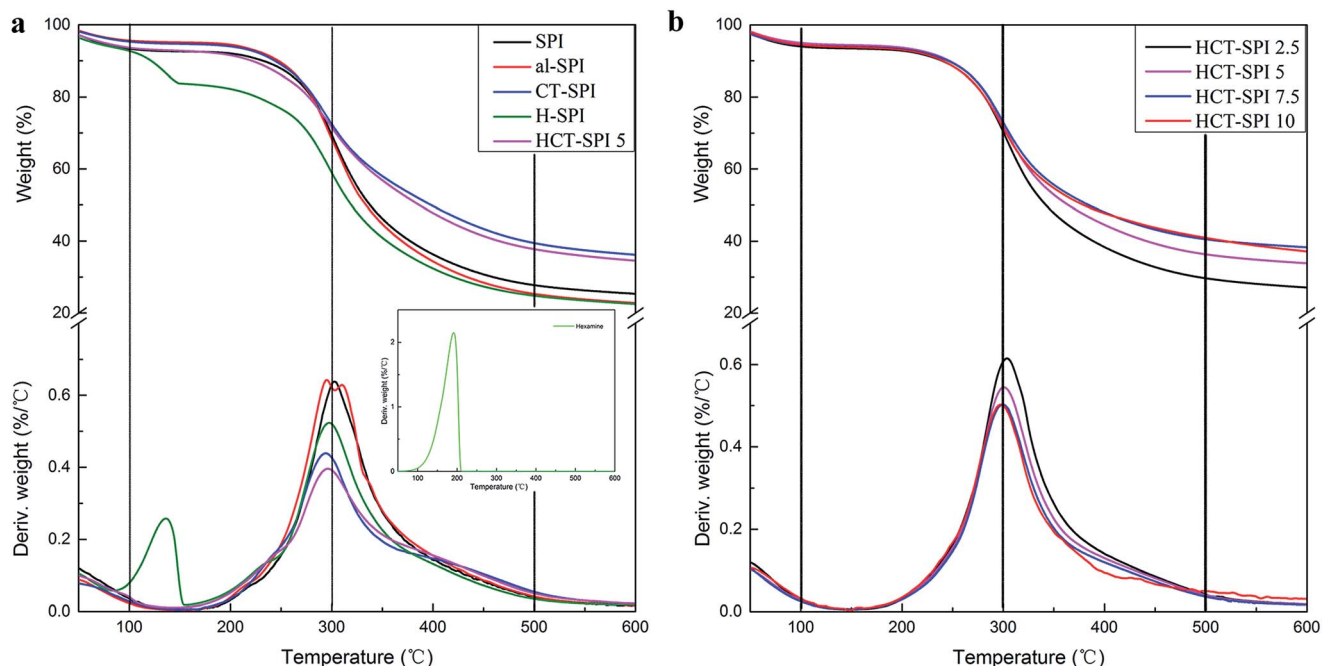 a
100
80
60
40
20
Weight (%)
SPI
al-SPI
CT-SPI
H-SPI
HCT-SPI 5
0.6
0.4
0.2
0.0
Deriv. weight (%/℃)
100 200 300 400 500 600
Temperature (℃)
Hexamine
2
1
0
Deriv. weight (%/℃)
100 200 300 400 500 600
Temperature (℃)
b
100
80
60
40
20
Weight (%)
HCT-SPI 2.5
HCT-SPI 5
HCT-SPI 7.5
HCT-SPI 10
0.6
0.4
0.2
0.0
Deriv. weight (%/℃)
100 200 300 400 500 600
Temperature (℃)